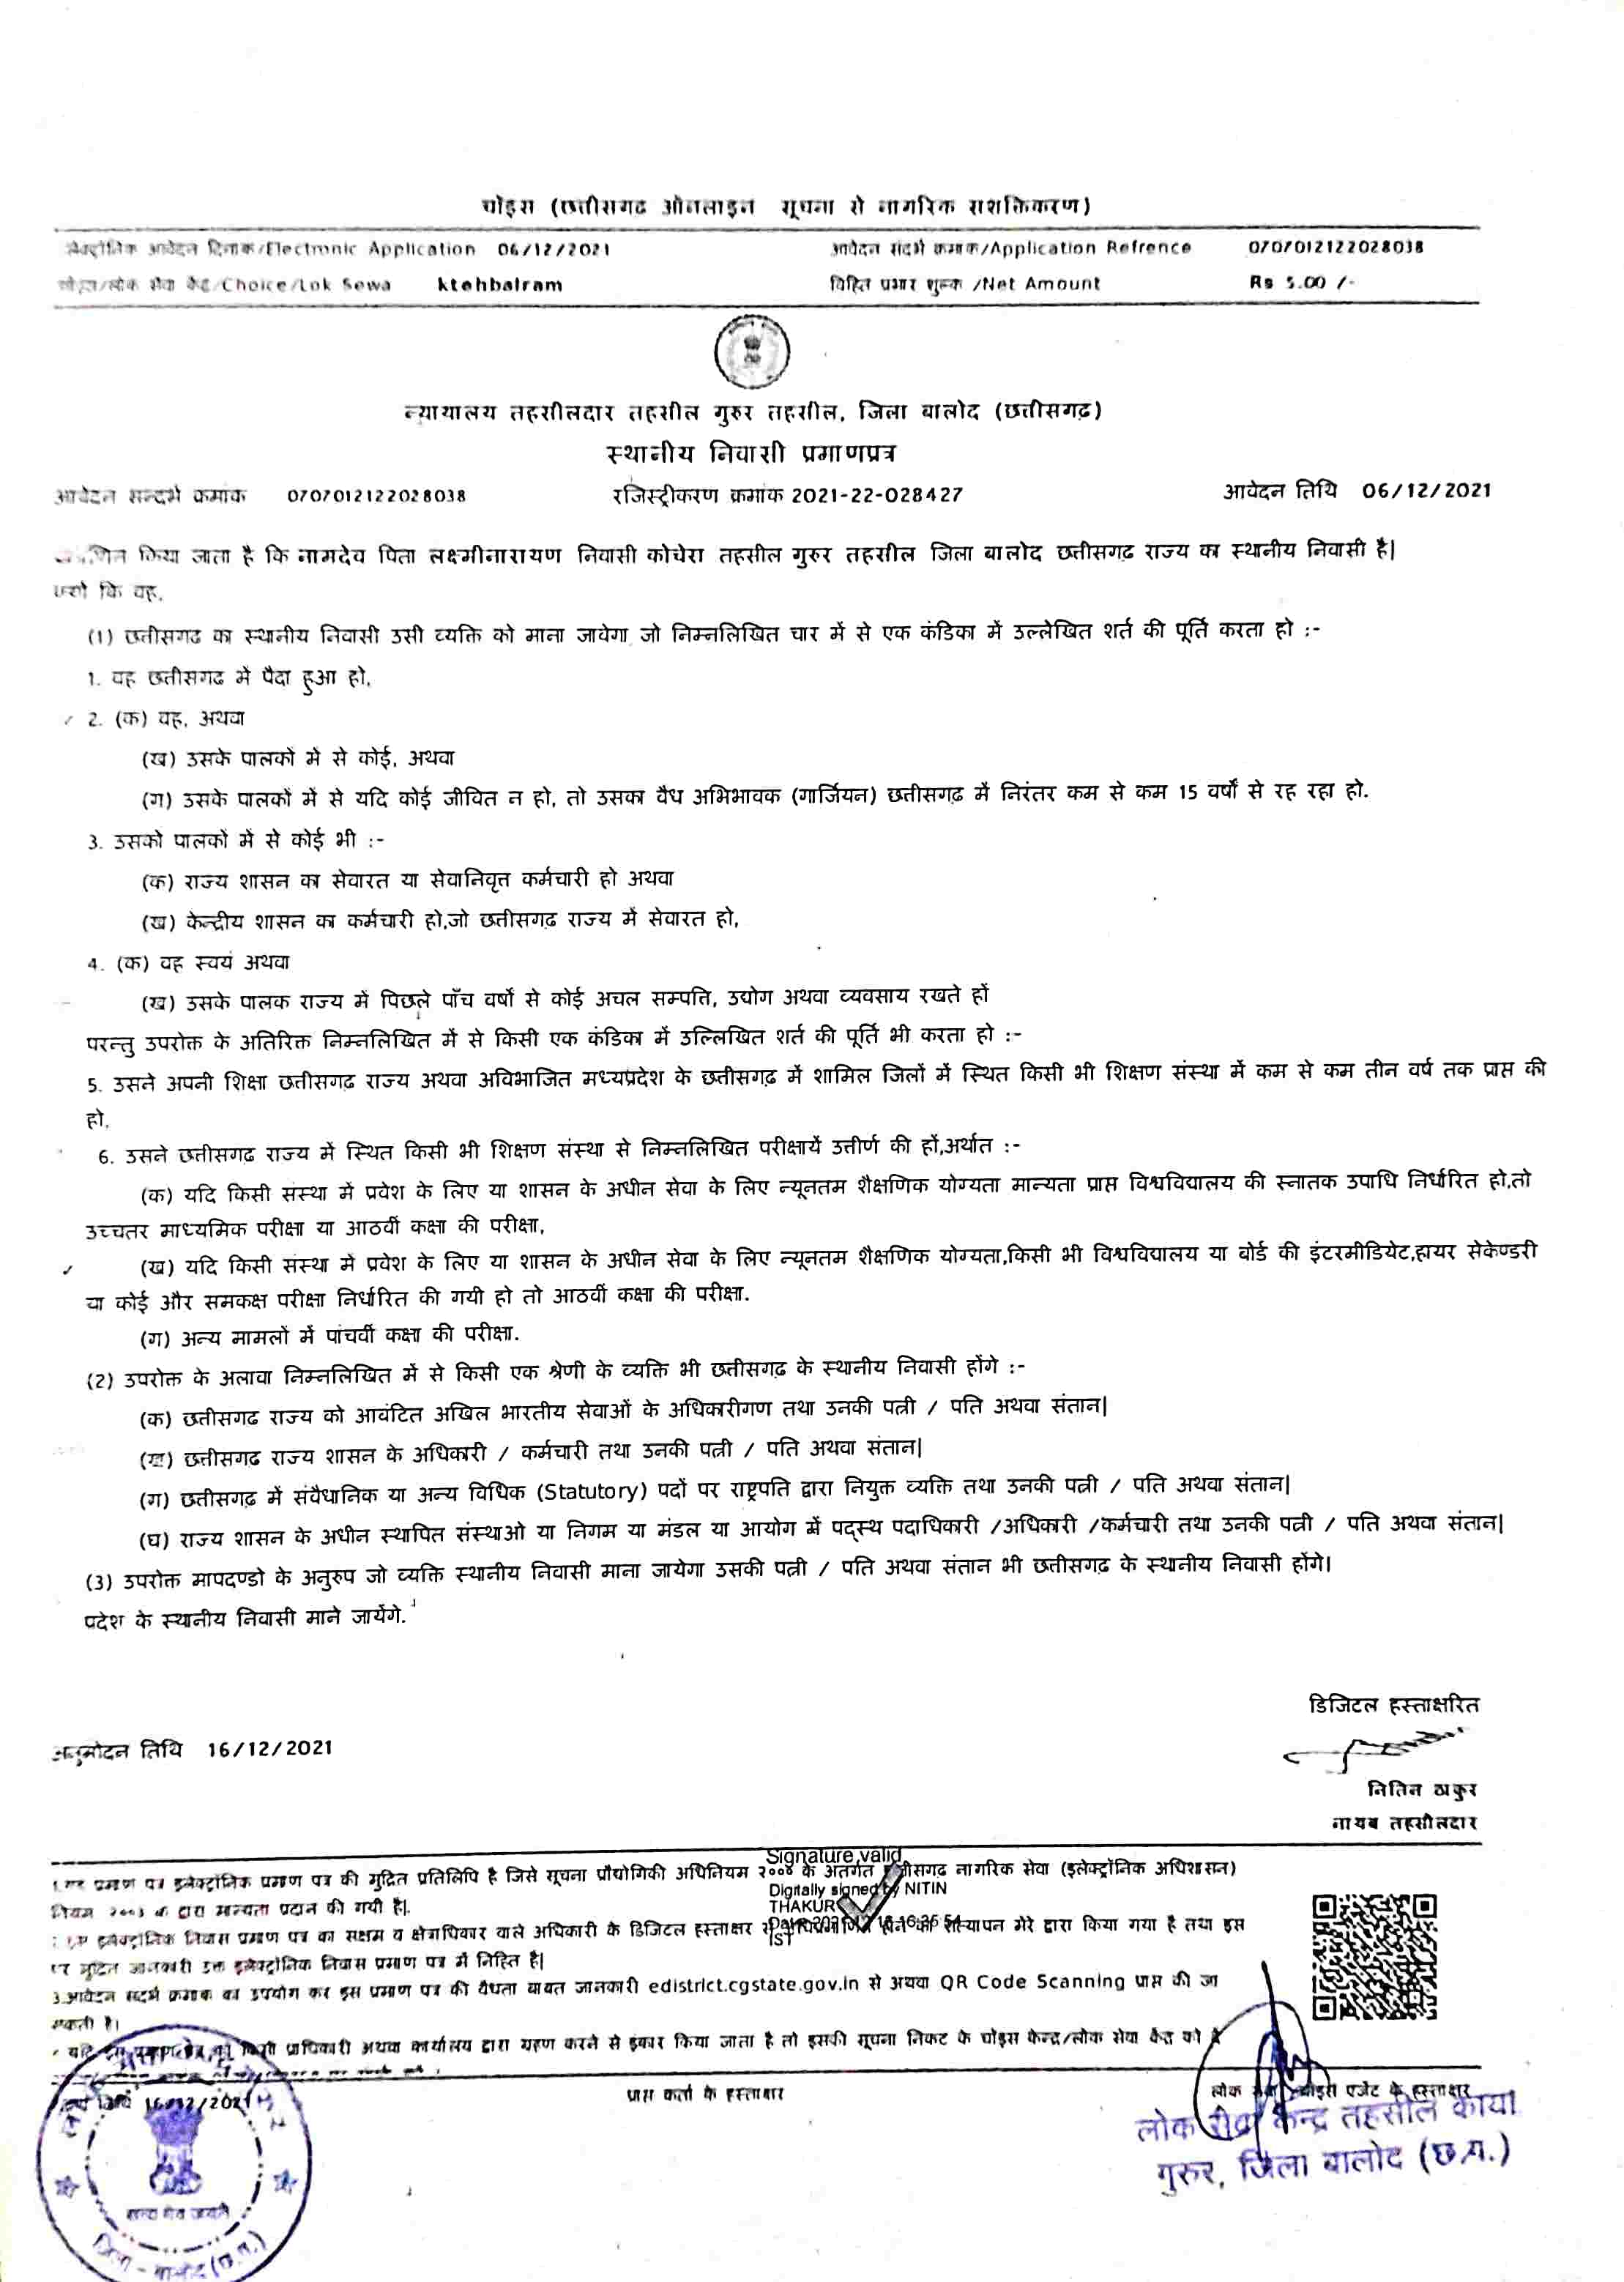 चॉइस (छत्तीसगढ ऑनलाइन सूचना से नागरिक सशक्तिकरण)
आवेदन दिनांक/Electronic Application 06/12/2021 आवेदन संदर्भ क्रमांक/Application Refrence 0707012122028038
चॉइस/लोक सेवा केंद्र/Choice/Lok Sewa ktehbalram विहित प्रभार शुल्क /Net Amount Rs 5.00 /-
न्यायालय तहसीलदार तहसील गुरुर तहसील, जिला बालोद (छत्तीसगढ़)
स्थानीय निवासी प्रमाणपत्र
आवेदन सन्दर्भ क्रमांक 0707012122028038 रजिस्ट्रीकरण क्रमांक 2021-22-028427 आवेदन तिथि 06/12/2021
किया जाता है कि नामदेव पिता लक्ष्मीनारायण निवासी कोचेरा तहसील गुरुर तहसील जिला बालोद छत्तीसगढ़ राज्य का स्थानीय निवासी है|
क्यो कि वह,
(1) छत्तीसगढ का स्थानीय निवासी उसी व्यक्ति को माना जावेगा जो निम्नलिखित चार में से एक कंडिका में उल्लेखित शर्त की पूर्ति करता हो :-
1. वह छत्तीसगढ में पैदा हुआ हो,
2. (क) वह, अथवा
(ख) उसके पालकों में से कोई, अथवा
(ग) उसके पालकों में से यदि कोई जीवित न हो, तो उसका वैध अभिभावक (गार्जियन) छत्तीसगढ़ में निरंतर कम से कम 15 वर्षों से रह रहा हो.
3. उसको पालकों में से कोई भी :-
(क) राज्य शासन का सेवारत या सेवानिवृत्त कर्मचारी हो अथवा
(ख) केन्द्रीय शासन का कर्मचारी हो,जो छत्तीसगढ़ राज्य में सेवारत हो,
4. (क) वह स्वयं अथवा
(ख) उसके पालक राज्य में पिछले पाँच वर्षों से कोई अचल सम्पति, उद्योग अथवा व्यवसाय रखते हों
परन्तु उपरोक्त के अतिरिक्त निम्नलिखित में से किसी एक कंडिका में उल्लिखित शर्त की पूर्ति भी करता हो :-
5. उसने अपनी शिक्षा छत्तीसगढ़ राज्य अथवा अविभाजित मध्यप्रदेश के छत्तीसगढ़ में शामिल जिलों में स्थित किसी भी शिक्षण संस्था में कम से कम तीन वर्ष तक प्राप्त की
हो,
6. उसने छत्तीसगढ राज्य में स्थित किसी भी शिक्षण संस्था से निम्नलिखित परीक्षायें उत्तीर्ण की हों,अर्थात :-
(क) यदि किसी संस्था में प्रवेश के लिए या शासन के अधीन सेवा के लिए न्यूनतम शैक्षणिक योग्यता मान्यता प्राप्त विश्वविद्यालय की स्नातक उपाधि निर्धारित हो,तो
उच्चतर माध्यमिक परीक्षा या आठवीं कक्षा की परीक्षा,
(ख) यदि किसी संस्था में प्रवेश के लिए या शासन के अधीन सेवा के लिए न्यूनतम शैक्षणिक योग्यता,किसी भी विश्वविद्यालय या बोर्ड की इंटरमीडियेट,हायर सेकेण्डरी
या कोई और समकक्ष परीक्षा निर्धारित की गयी हो तो आठवीं कक्षा की परीक्षा.
(ग) अन्य मामलों में पांचवीं कक्षा की परीक्षा.
(2) उपरोक्त के अलावा निम्नलिखित में से किसी एक श्रेणी के व्यक्ति भी छत्तीसगढ़ के स्थानीय निवासी होंगे :-
(क) छत्तीसगढ राज्य को आवंटित अखिल भारतीय सेवाओं के अधिकारीगण तथा उनकी पत्नी / पति अथवा संतान|
(ख) छत्तीसगढ राज्य शासन के अधिकारी / कर्मचारी तथा उनकी पत्नी / पति अथवा संतान|
(ग) छत्तीसगढ़ में संवैधानिक या अन्य विधिक (Statutory) पदों पर राष्ट्रपति द्वारा नियुक्त व्यक्ति तथा उनकी पत्नी / पति अथवा संतान|
(घ) राज्य शासन के अधीन स्थापित संस्थाओ या निगम या मंडल या आयोग में पद्स्थ पदाधिकारी /अधिकारी /कर्मचारी तथा उनकी पत्नी / पति अथवा संतान|
(3) उपरोक्त मापदण्डो के अनुरुप जो व्यक्ति स्थानीय निवासी माना जायेगा उसकी पत्नी / पति अथवा संतान भी छत्तीसगढ़ के स्थानीय निवासी होंगे।
प्रदेश के स्थानीय निवासी माने जायेंगे.
डिजिटल हस्ताक्षरित
अनुमोदन तिथि 16/12/2021
नितिन ठाकुर
नायब तहसीलदार
Signature valid
1.यह प्रमाण पत्र इलेक्ट्रॉनिक प्रमाण पत्र की मुद्रित प्रतिलिपि है जिसे सूचना प्रौद्योगिकी अधिनियम २००० के अंतर्गत छत्तीसगढ नागरिक सेवा (इलेक्ट्रॉनिक अधिशासन)
Digitally signed by NITIN
THAKUR
नियम २००३ के द्वारा मान्यता प्रदान की गयी है|.
इलेक्ट्रॉनिक निवास प्रमाण पत्र का सक्षम व क्षेत्राधिकार वाले अधिकारी के डिजिटल हस्ताक्षर से सत्यापन मेरे द्वारा किया गया है तथा इस
IST
पर मुद्रित जानकारी उक्त इलेक्ट्रॉनिक निवास प्रमाण पत्र में निहित है|
3.आवेदन संदर्भ क्रमांक का उपयोग कर इस प्रमाण पत्र की वैधता बावत जानकारी edistrict.cgstate.gov.in से अथवा QR Code Scanning प्राप्त की जा
सकती है।
यदि इस प्रमाण पत्र को किसी प्राधिकारी अथवा कार्यालय द्वारा ग्रहण करने से इंकार किया जाता है तो इसकी सूचना निकट के चॉइस केन्द्र/लोक सेवा केंद्र को दें
16/12/2021 प्राप्त कर्ता के हस्ताक्षर लोक सेवा चॉइस एजेंट के हस्ताक्षर
लोक सेवा केन्द्र तहसील कार्या
गुरुर, जिला बालोद (छ.ग.)
सत्यमेव जयते
जिला - बालोद (छ.ग.)